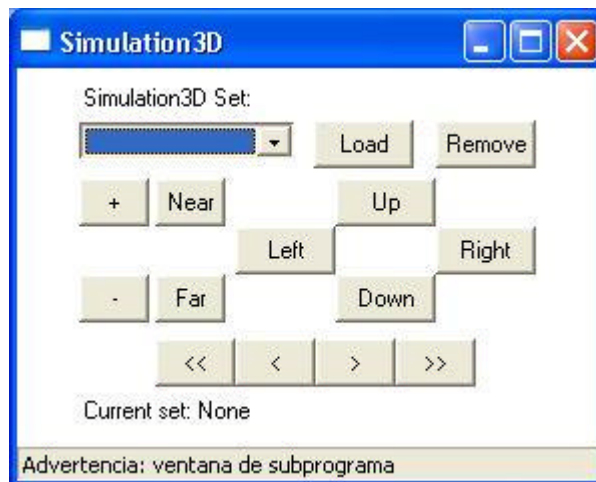 Simulation3D
Simulation3D Set:
Load Remove
+ Near Up
Left Right
- Far Down
<< < > >>
Current set: None
Advertencia: ventana de subprograma